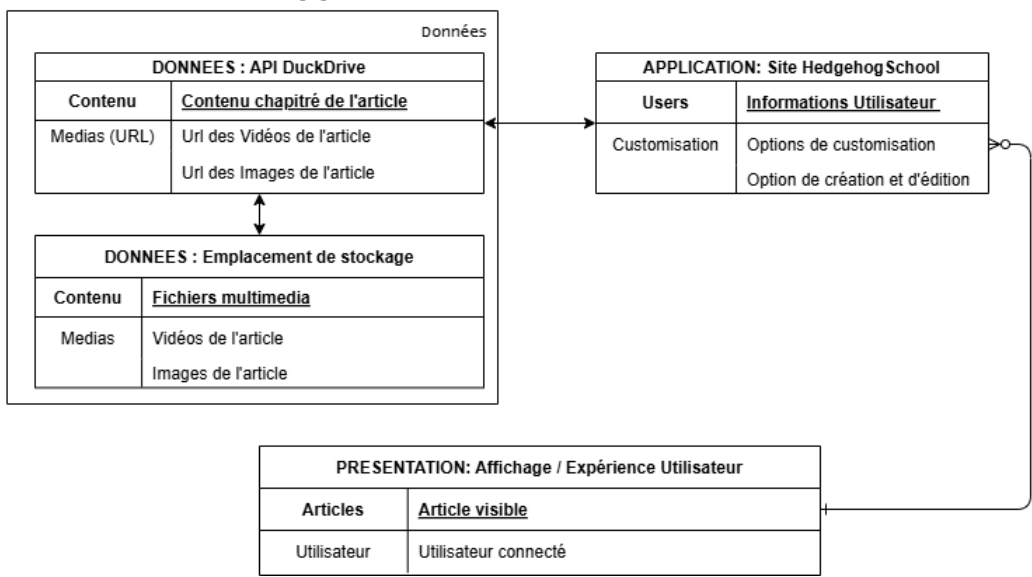 Données
DONNEES : API DuckDrive
Contenu Contenu chapitré de l'article
Medias (URL) Url des Vidéos de l'article
Url des Images de l'article
DONNEES : Emplacement de stockage
Contenu Fichiers multimedia
Medias Vidéos de l'article
Images de l'article
APPLICATION: Site HedgehogSchool
Users Informations Utilisateur
Customisation Options de customisation
Option de création et d'édition
PRESENTATION: Affichage / Expérience Utilisateur
Articles Article visible
Utilisateur Utilisateur connecté